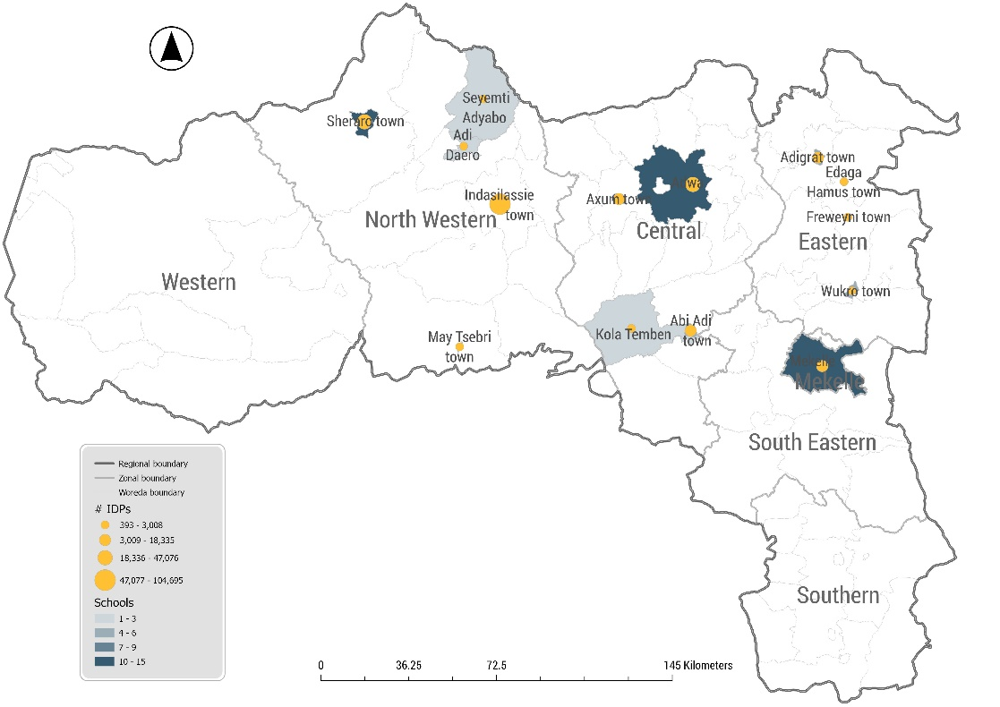 Seyemti
Adyabo
Sheraro town
Adi
Daero
Adigrat town
Edaga
Hamus town
Indasilassie
town
Axum town
North Western
Freweyni town
Central
Eastern
Western
Wukro town
Abi Adi
town
Kola Temben
May Tsebri
town
Mekelle
South Eastern
Southern
Regional boundary
Zonal boundary
Woreda boundary
# IDPs
393 - 3,008
3,009 - 18,335
18,336 - 47,076
47,077 - 104,695
Schools
1 - 3
4 - 6
7 - 9
10 - 15
0 36.25 72.5 145 Kilometers